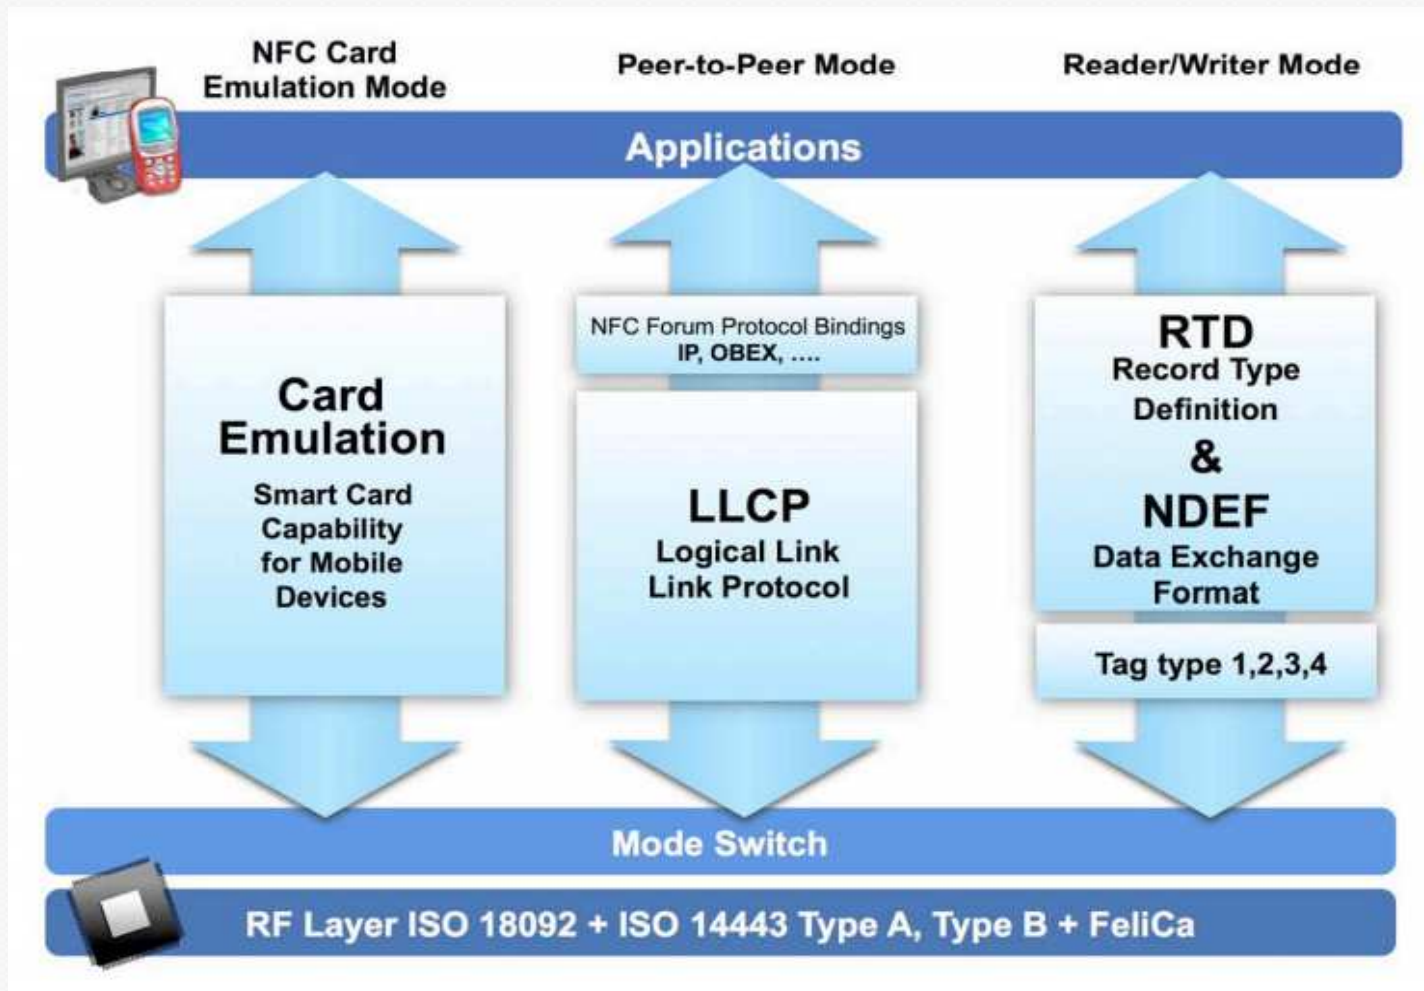 NFC Card
Emulation Mode
Peer-to-Peer Mode
Reader/Writer Mode
Applications
Card
Emulation
Smart Card
Capability
for Mobile
Devices
NFC Forum Protocol Bindings
IP, OBEX, ....
LLCP
Logical Link
Link Protocol
RTD
Record Type
Definition
&
NDEF
Data Exchange
Format
Tag type 1,2,3,4
Mode Switch
RF Layer ISO 18092 + ISO 14443 Type A, Type B + FeliCa